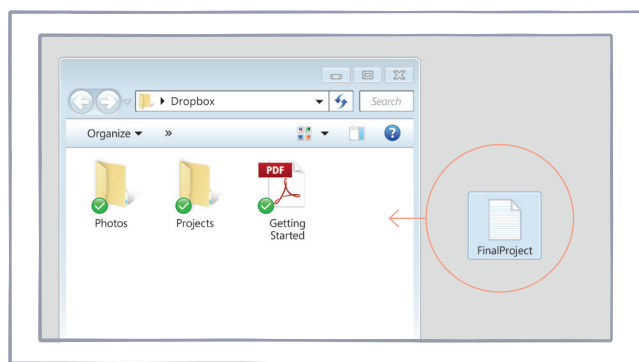 Dropbox
Search
Organize
»
?
PDF
Photos
Projects
Getting
Started
FinalProject